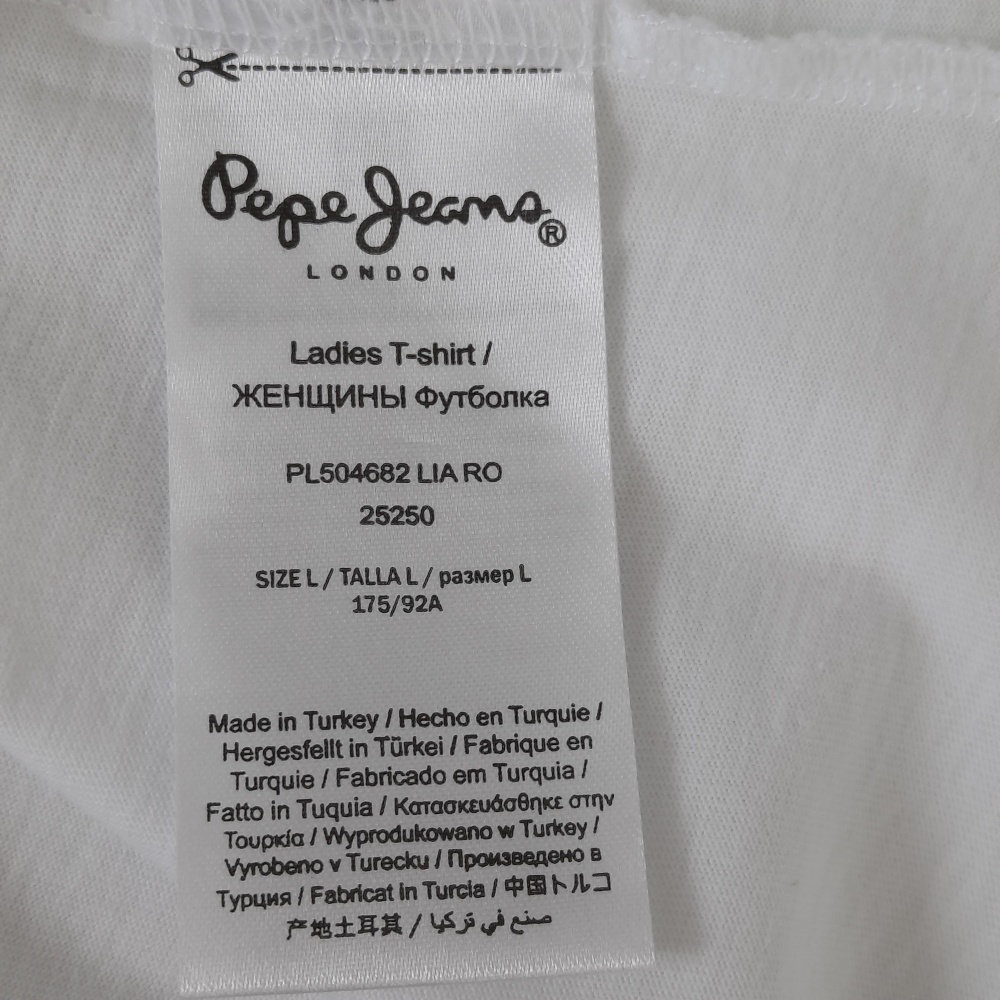 Pepe Jeans®
LONDON
Ladies T-shirt /
ЖЕНЩИНЫ Футболка
PL504682 LIA RO
25250
SIZE L / TALLA L / размер L
175/92A
Made in Turkey / Hecho en Turquie /
Hergesfellt in Türkei / Fabrique en
Turquie / Fabricado em Turquia /
Fatto in Tuquia / Κατασκευάσθηκε στην
Τουρκία / Wyprodukowano w Turkey /
Vyrobeno v Turecku / Произведено в
Турция / Fabricat in Turcia / 中国トルコ
产地土耳其 / صنع في تركيا